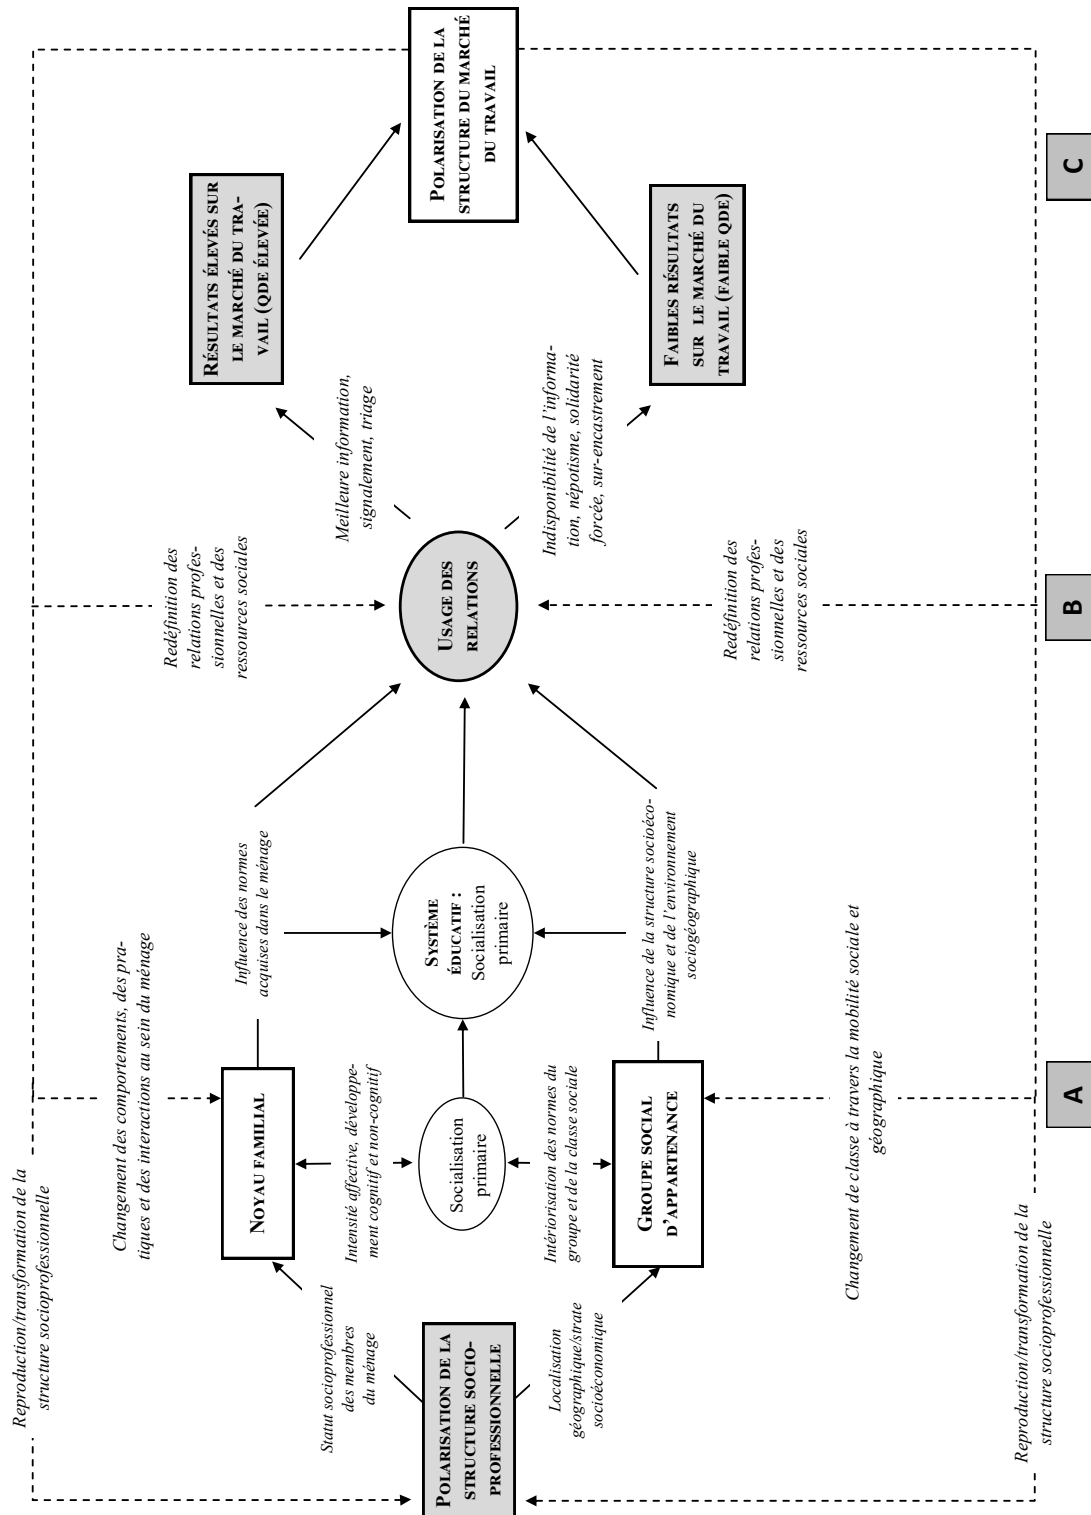 Reproduction/transformation de la
structure socioprofessionnelle
Changement des comportements, des pra-
tiques et des interactions au sein du ménage
Redéfinition des
relations profes-
sionnelles et des
ressources sociales
Statut socioprofessionnel
des membres
du ménage
NOYAU FAMILIAL
Influence des normes
acquises dans le ménage
Meilleure information,
signalement, triage
RÉSULTATS ÉLEVÉS SUR
LE MARCHÉ DU TRA-
VAIL (QDE ÉLEVÉE)
Intensité affective, développe-
ment cognitif et non-cognitif
POLARISATION DE LA
STRUCTURE SOCIO-
PROFESSIONNELLE
Socialisation
primaire
SYSTÈME
ÉDUCATIF :
Socialisation
primaire
USAGE DES
RELATIONS
POLARISATION DE LA
STRUCTURE DU MARCHÉ
DU TRAVAIL
Localisation
géographique/strate
socioéconomique
Intériorisation des normes du
groupe et de la classe sociale
GROUPE SOCIAL
D’APPARTENANCE
Influence de la structure socioéco-
nomique et de l’environnement
sociogéographique
Indisponibilité de l’informa-
tion, népotisme, solidarité
forcée, sur-encastrement
FAIBLES RÉSULTATS
SUR LE MARCHÉ DU
TRAVAIL (FAIBLE QDE)
Changement de classe à travers la mobilité sociale et
géographique
Redéfinition des
relations profes-
sionnelles et des
ressources sociales
Reproduction/transformation de la
structure socioprofessionnelle
A
B
C